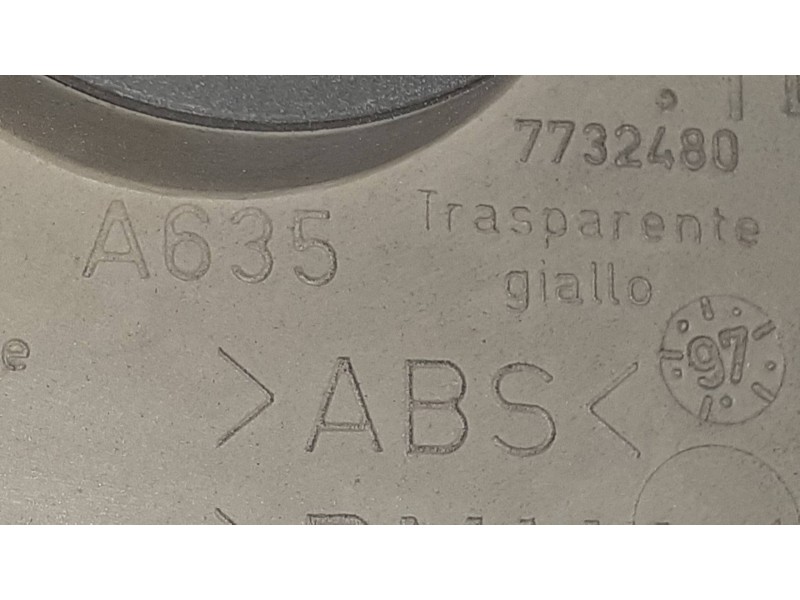 7732480
A635
Trasparente
giallo
e
>ABS<
97